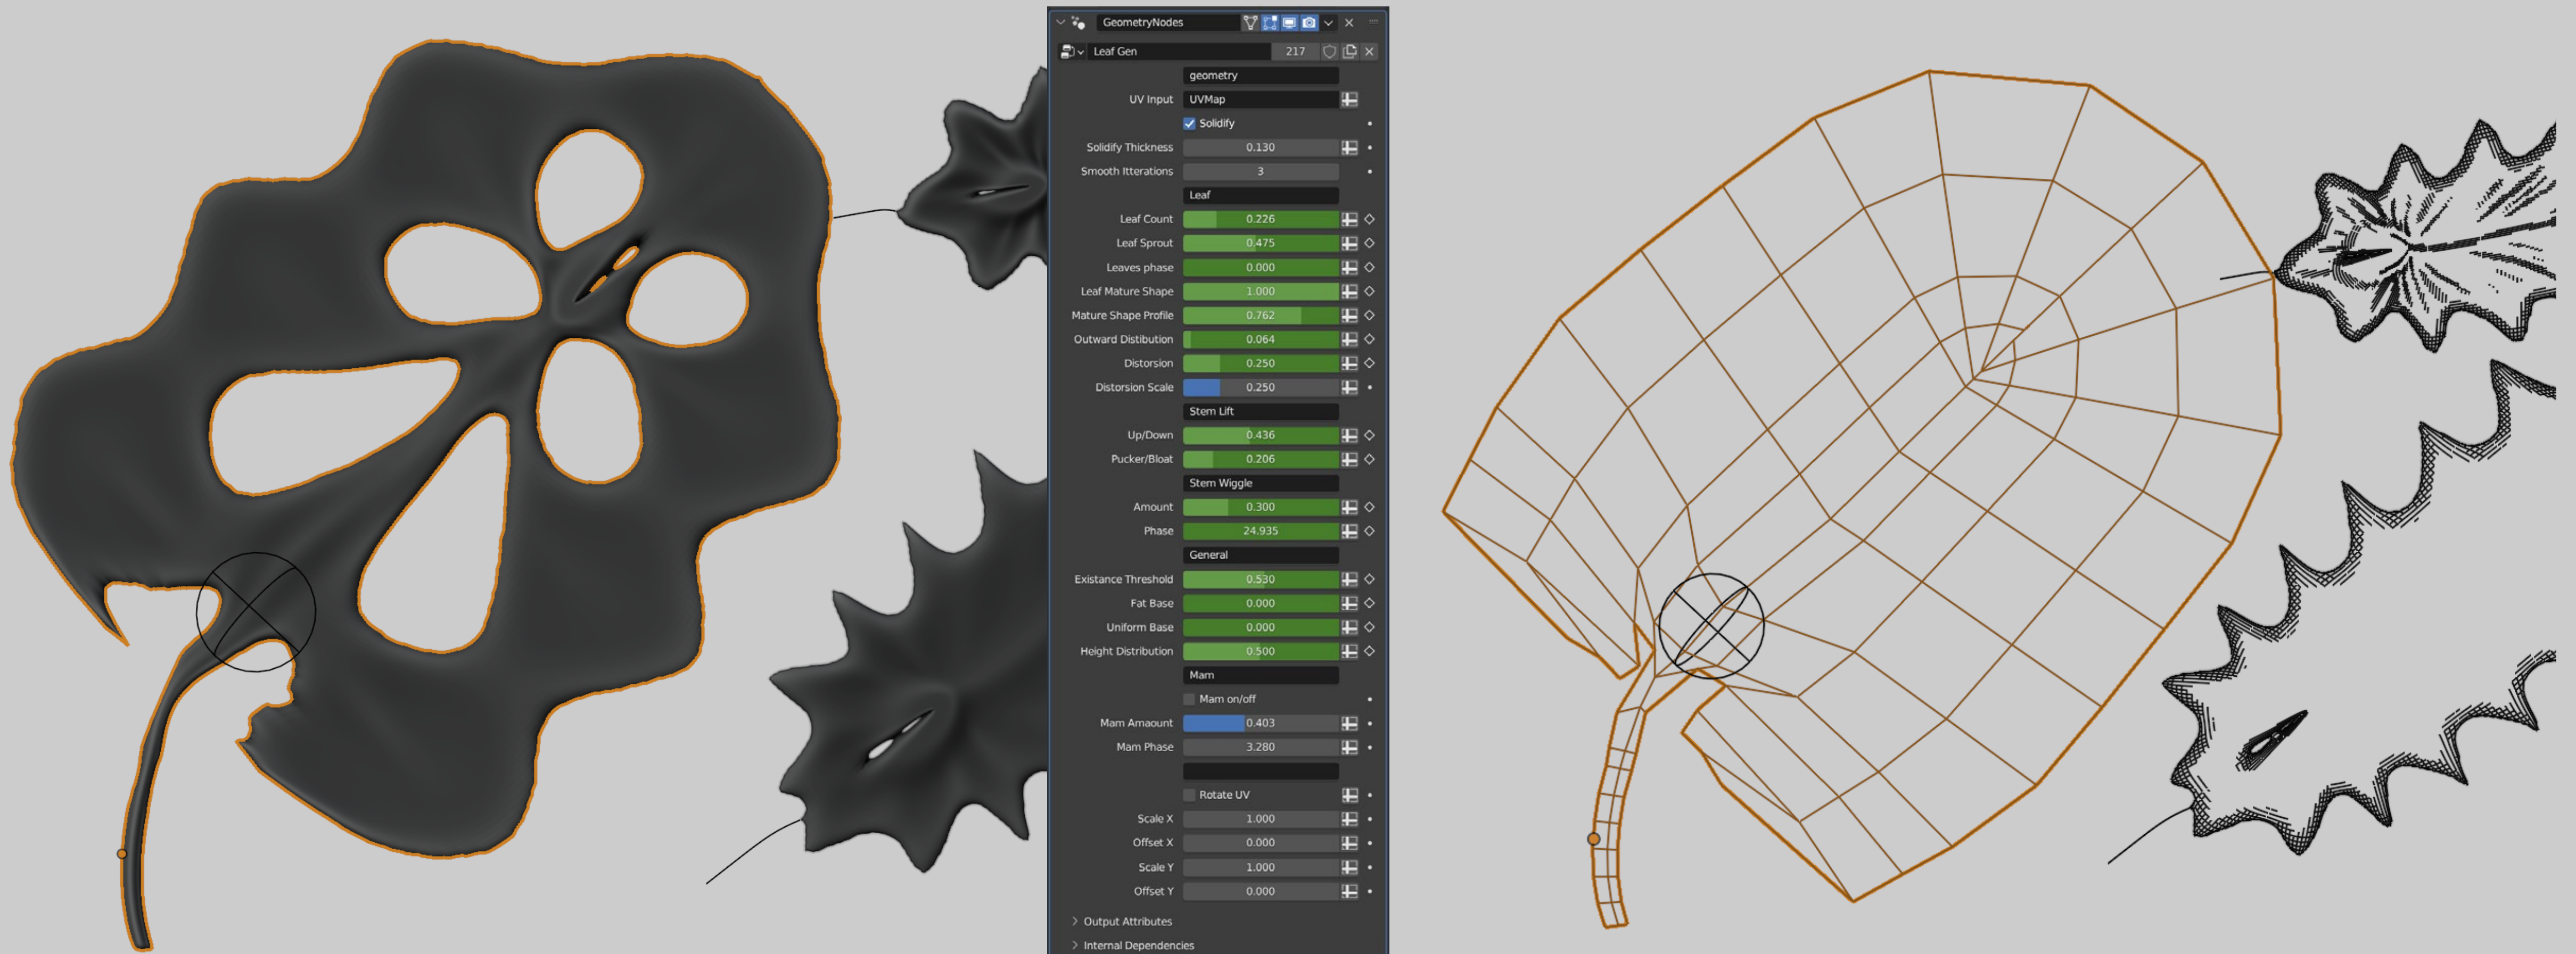 GeometryNodes
Leaf Gen 217
geometry
UV Input UVMap
Solidify
Solidify Thickness 0.130
Smooth Itterations 3
Leaf
Leaf Count 0.226
Leaf Sprout 0.475
Leaves phase 0.000
Leaf Mature Shape 1.000
Mature Shape Profile 0.762
Outward Distibution 0.064
Distorsion 0.250
Distorsion Scale 0.250
Stem Lift
Up/Down 0.436
Pucker/Bloat 0.206
Stem Wiggle
Amount 0.300
Phase 24.935
General
Existance Threshold 0.530
Fat Base 0.000
Uniform Base 0.000
Height Distribution 0.500
Mam
Mam on/off
Mam Amaount 0.403
Mam Phase 3.280
Rotate UV
Scale X 1.000
Offset X 0.000
Scale Y 1.000
Offset Y 0.000
Output Attributes
Internal Dependencies